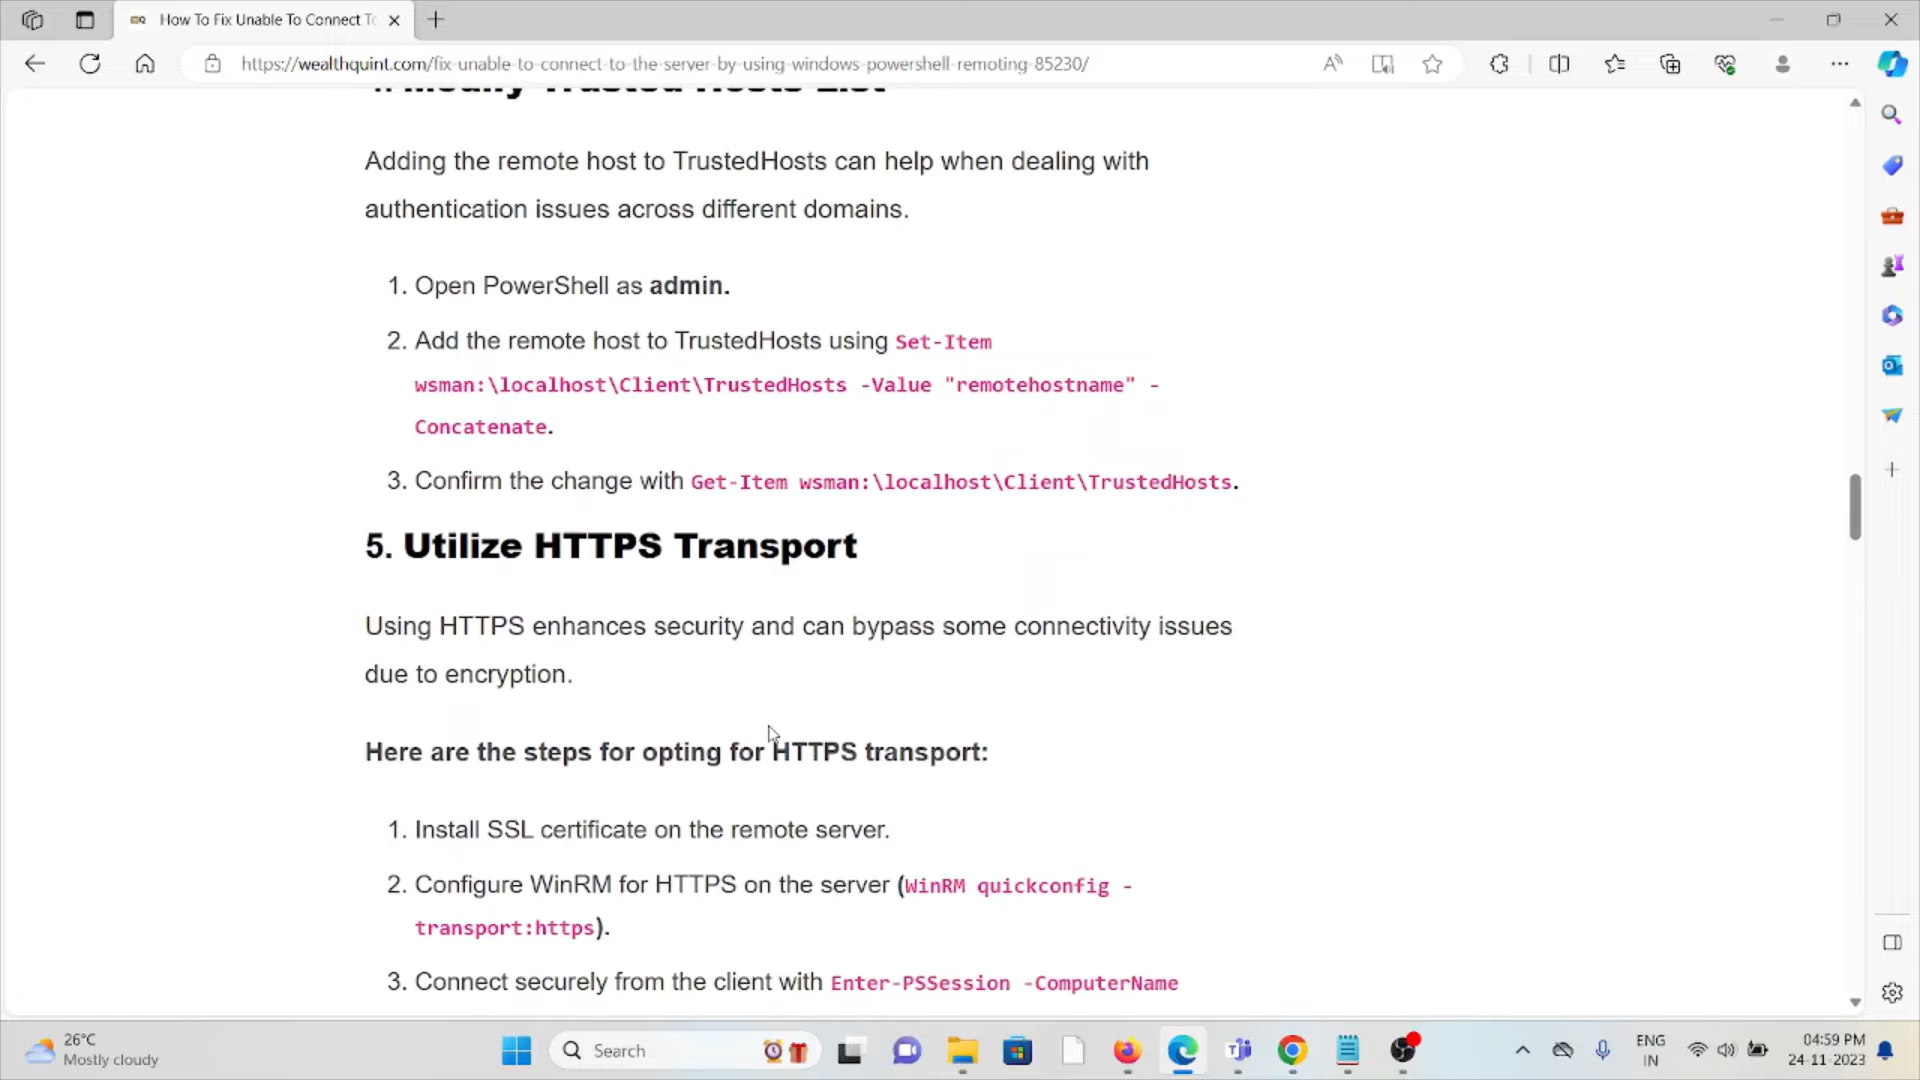 How To Fix Unable To Connect To
https://wealthquint.com/fix-unable-to-connect-to-the-server-by-using-windows-powershell-remoting-85230/
4. Modify Trusted Hosts List
Adding the remote host to TrustedHosts can help when dealing with
authentication issues across different domains.
1. Open PowerShell as admin.
2. Add the remote host to TrustedHosts using Set-Item
wsman:\localhost\Client\TrustedHosts -Value "remotehostname" -
Concatenate.
3. Confirm the change with Get-Item wsman:\localhost\Client\TrustedHosts.
5. Utilize HTTPS Transport
Using HTTPS enhances security and can bypass some connectivity issues
due to encryption.
Here are the steps for opting for HTTPS transport:
1. Install SSL certificate on the remote server.
2. Configure WinRM for HTTPS on the server (WinRM quickconfig -
transport:https).
3. Connect securely from the client with Enter-PSSession -ComputerName
26°C
Mostly cloudy
Search
ENG
IN
04:59 PM
24-11-2023